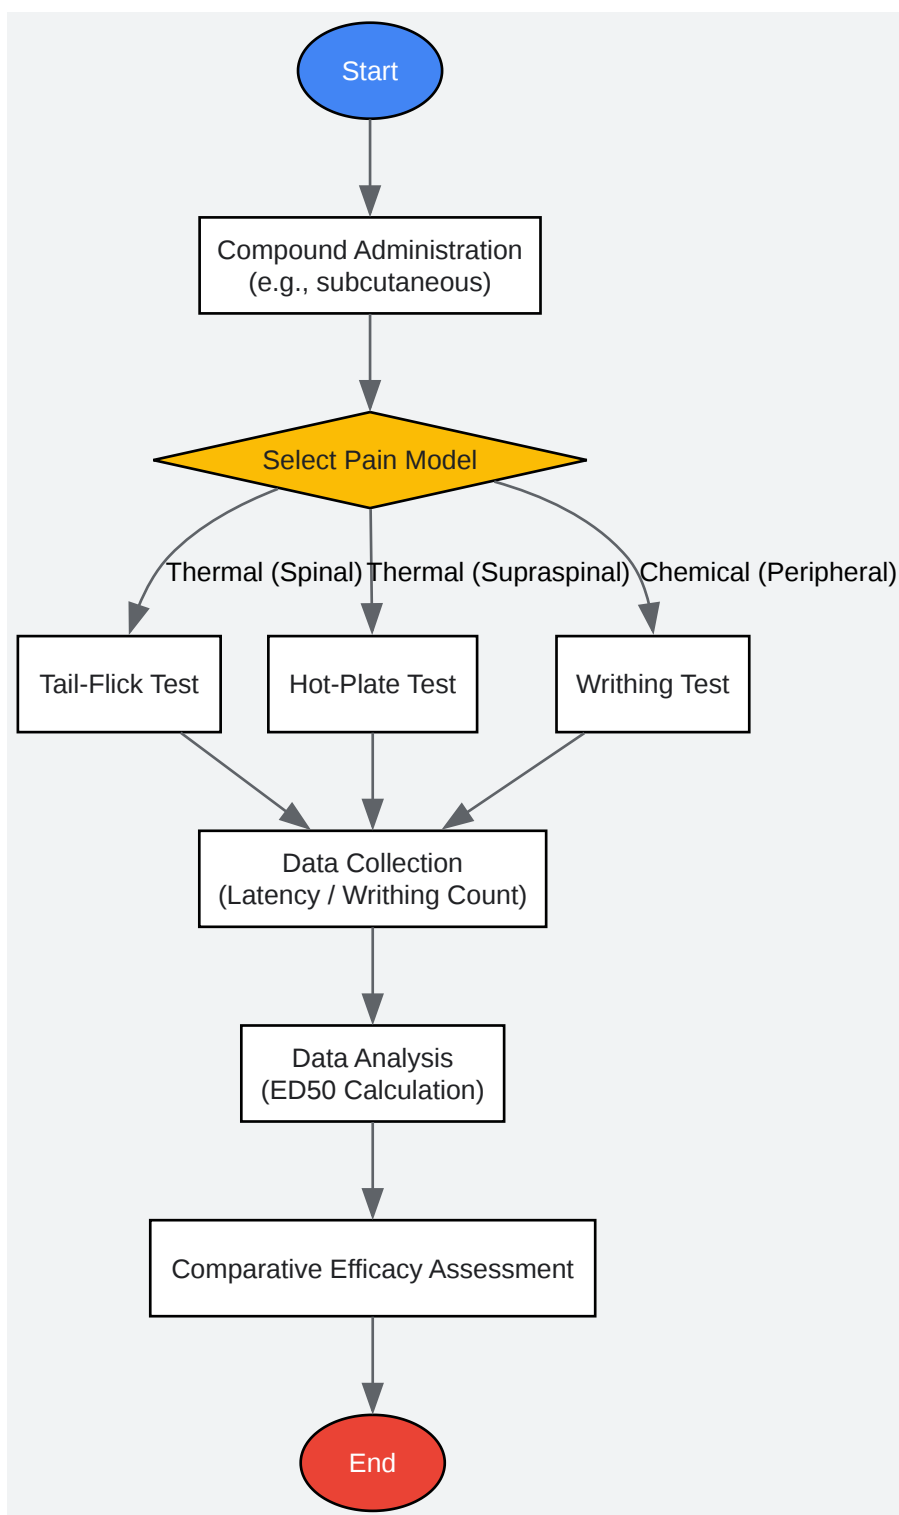 Start
Compound Administration
(e.g., subcutaneous)
Select Pain Model
Thermal (Spinal)
Thermal (Supraspinal)
Chemical (Peripheral)
Tail-Flick Test
Hot-Plate Test
Writhing Test
Data Collection
(Latency / Writhing Count)
Data Analysis
(ED50 Calculation)
Comparative Efficacy Assessment
End